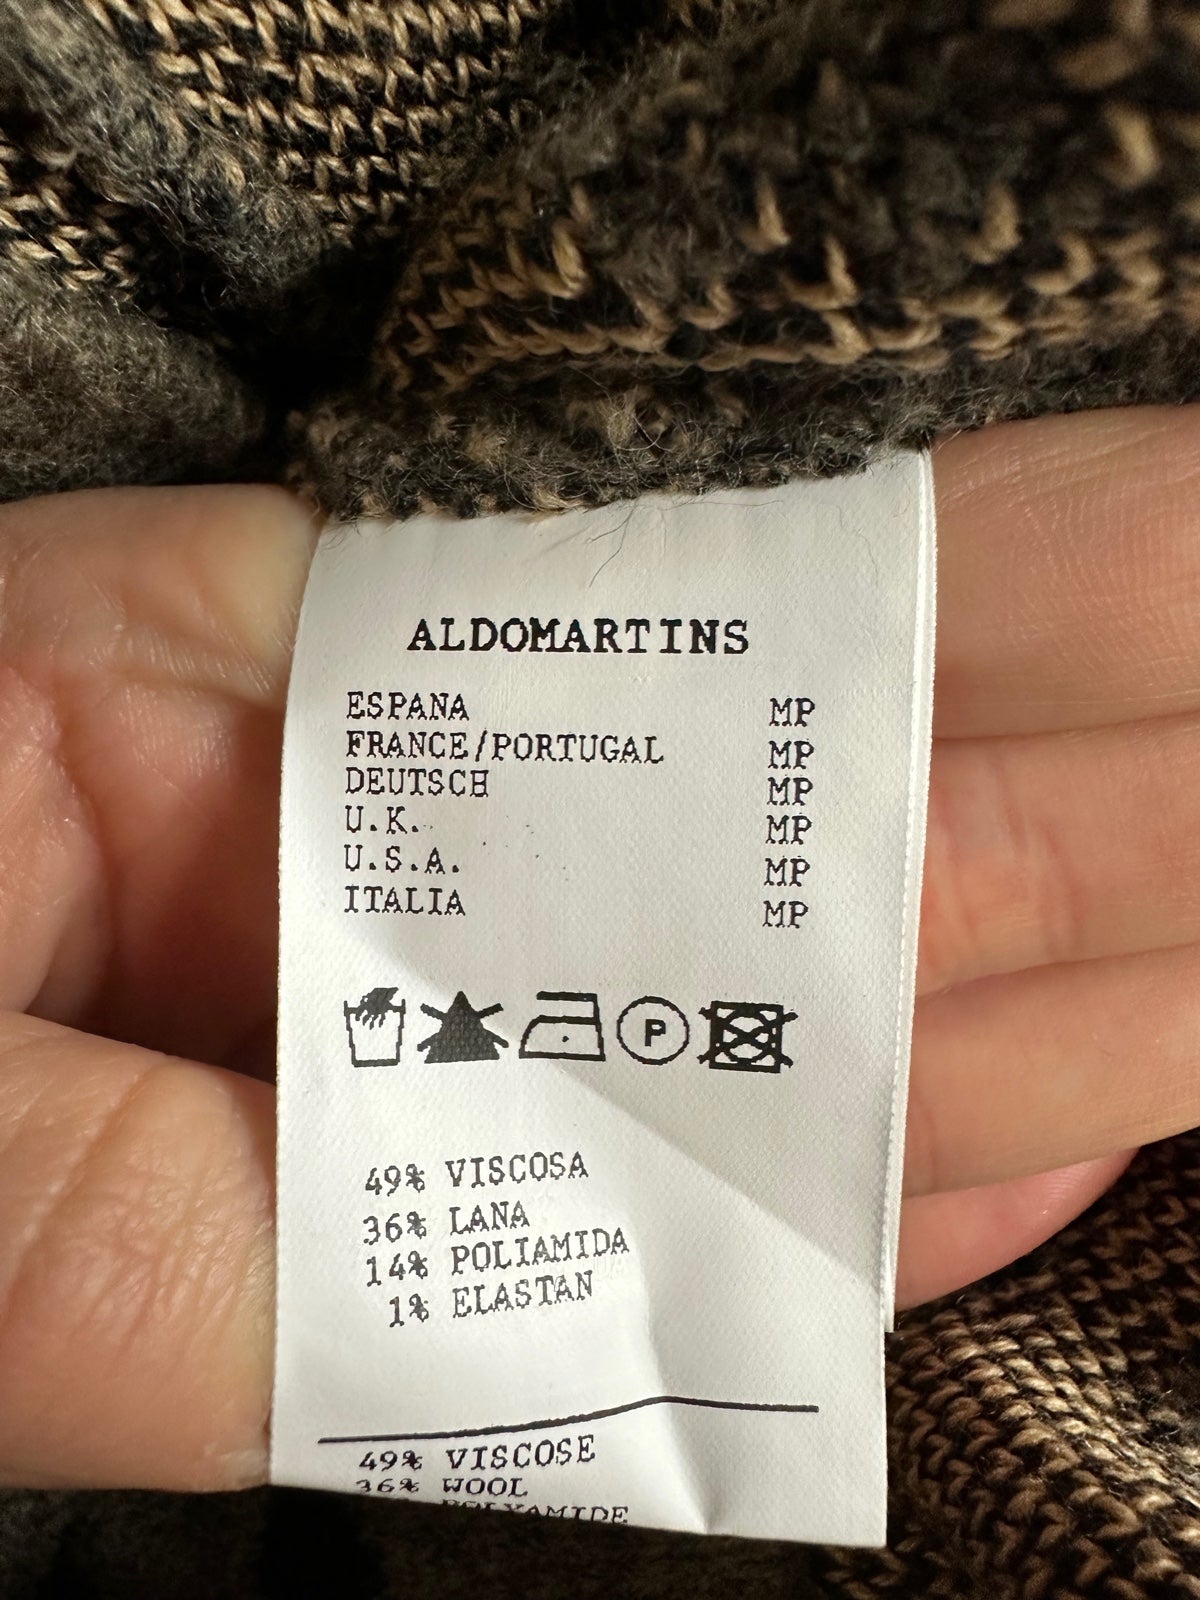 ALDOMARTINS
ESPANA MP
FRANCE/PORTUGAL MP
DEUTSCH MP
U.K. MP
U.S.A. MP
ITALIA MP
P
49% VISCOSA
36% LANA
14% POLIAMIDA
1% ELASTAN
49% VISCOSE
36% WOOL
POLYAMIDE